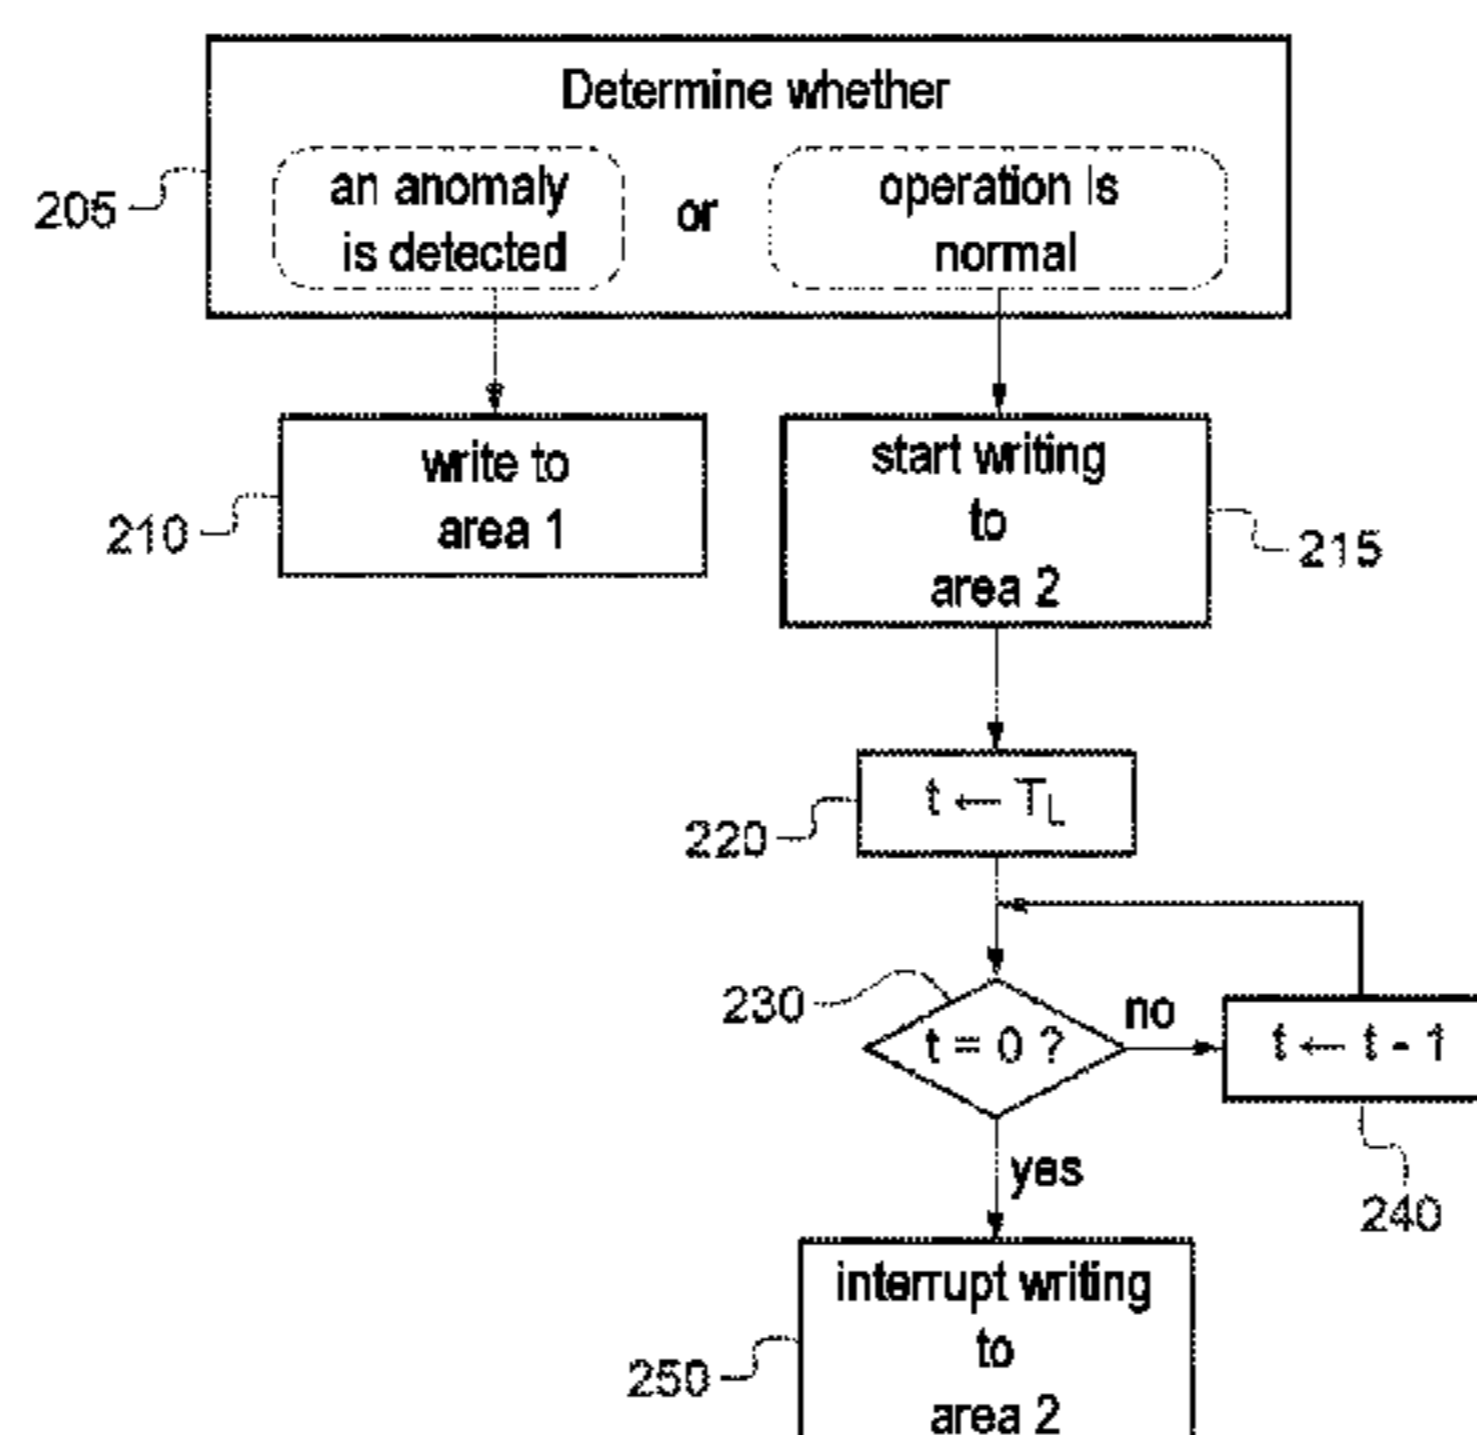 Determine whether
an anomaly
is detected
or
operation is
normal
205
write to
area 1
210
start writing
to
area 2
215
t ← TL
220
230
t = 0 ?
no
t ← t - 1
240
yes
interrupt writing
to
area 2
250